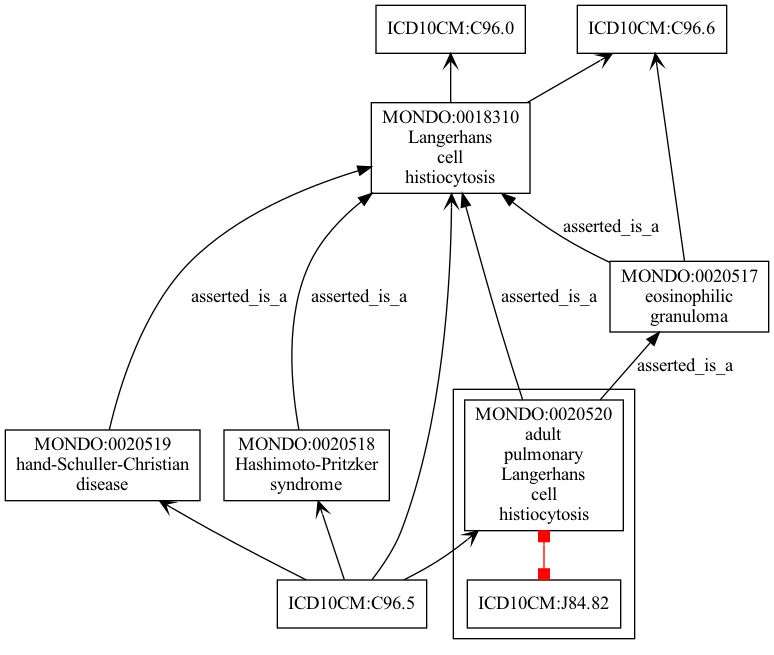 ICD10CM:C96.0
ICD10CM:C96.6
MONDO:0018310
Langerhans
cell
histiocytosis
asserted_is_a
MONDO:0020517
eosinophilic
granuloma
asserted_is_a
asserted_is_a
asserted_is_a
asserted_is_a
MONDO:0020519
hand-Schuller-Christian
disease
MONDO:0020518
Hashimoto-Pritzker
syndrome
MONDO:0020520
adult
pulmonary
Langerhans
cell
histiocytosis
ICD10CM:C96.5
ICD10CM:J84.82